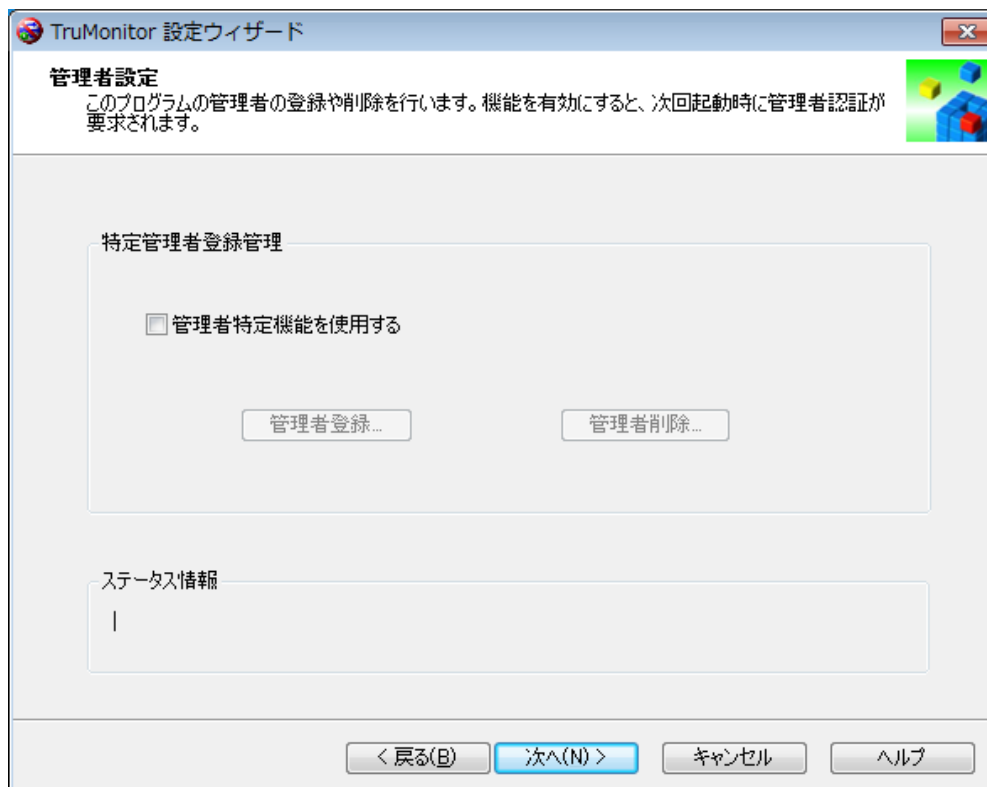 TruMonitor 設定ウィザード
管理者設定
このプログラムの管理者の登録や削除を行います。機能を有効にすると、次回起動時に管理者認証が
要求されます。
特定管理者登録管理
管理者特定機能を使用する
管理者登録...
管理者削除...
ステータス情報
|
< 戻る(B)
次へ(N) >
キャンセル
ヘルプ